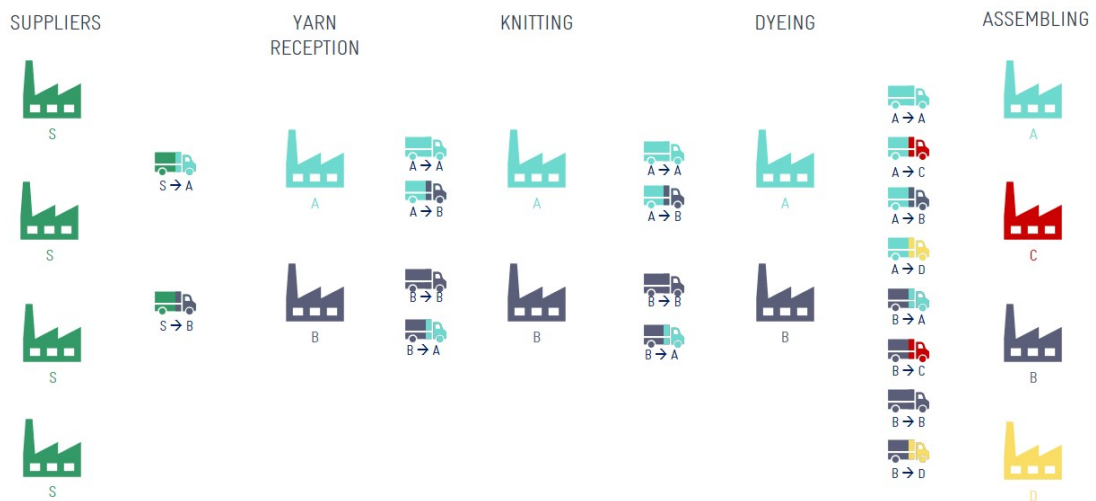 SUPPLIERS
YARN
RECEPTION
KNITTING
DYEING
ASSEMBLING
S
S
S
S
S → A
S → B
A
B
A → A
A → B
B → B
B → A
A
B
A → A
A → B
B → B
B → A
A
B
A → A
A → C
A → B
A → D
B → A
B → C
B → B
B → D
A
C
B
D